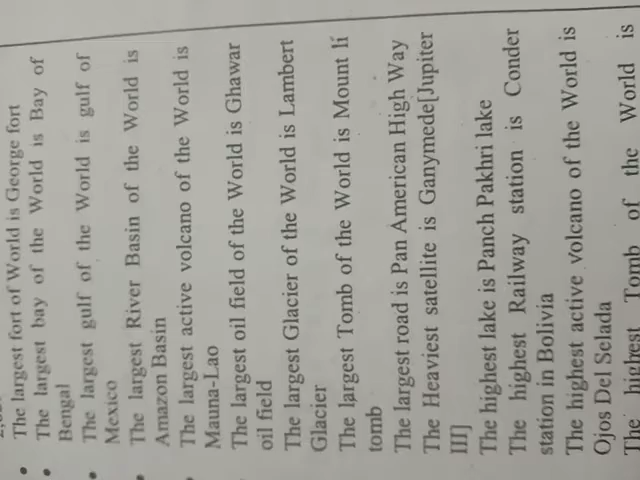 The largest fort of World is George fort
The largest bay of the World is Bay of
Bengal
The largest gulf of the World is gulf of
Mexico
The largest River Basin of the World is
Amazon Basin
The largest active volcano of the World is
Mauna-Lao
The largest oil field of the World is Ghawar
oil field
The largest Glacier of the World is Lambert
Glacier
The largest Tomb of the World is Mount li
tomb
The largest road is Pan American High Way
The Heaviest satellite is Ganymede[Jupiter
III]
The highest lake is Panch Pakhri lake
The highest Railway station is Conder
station in Bolivia
The highest active volcano of the World is
Ojos Del Selada
The highest Tomb of the World is